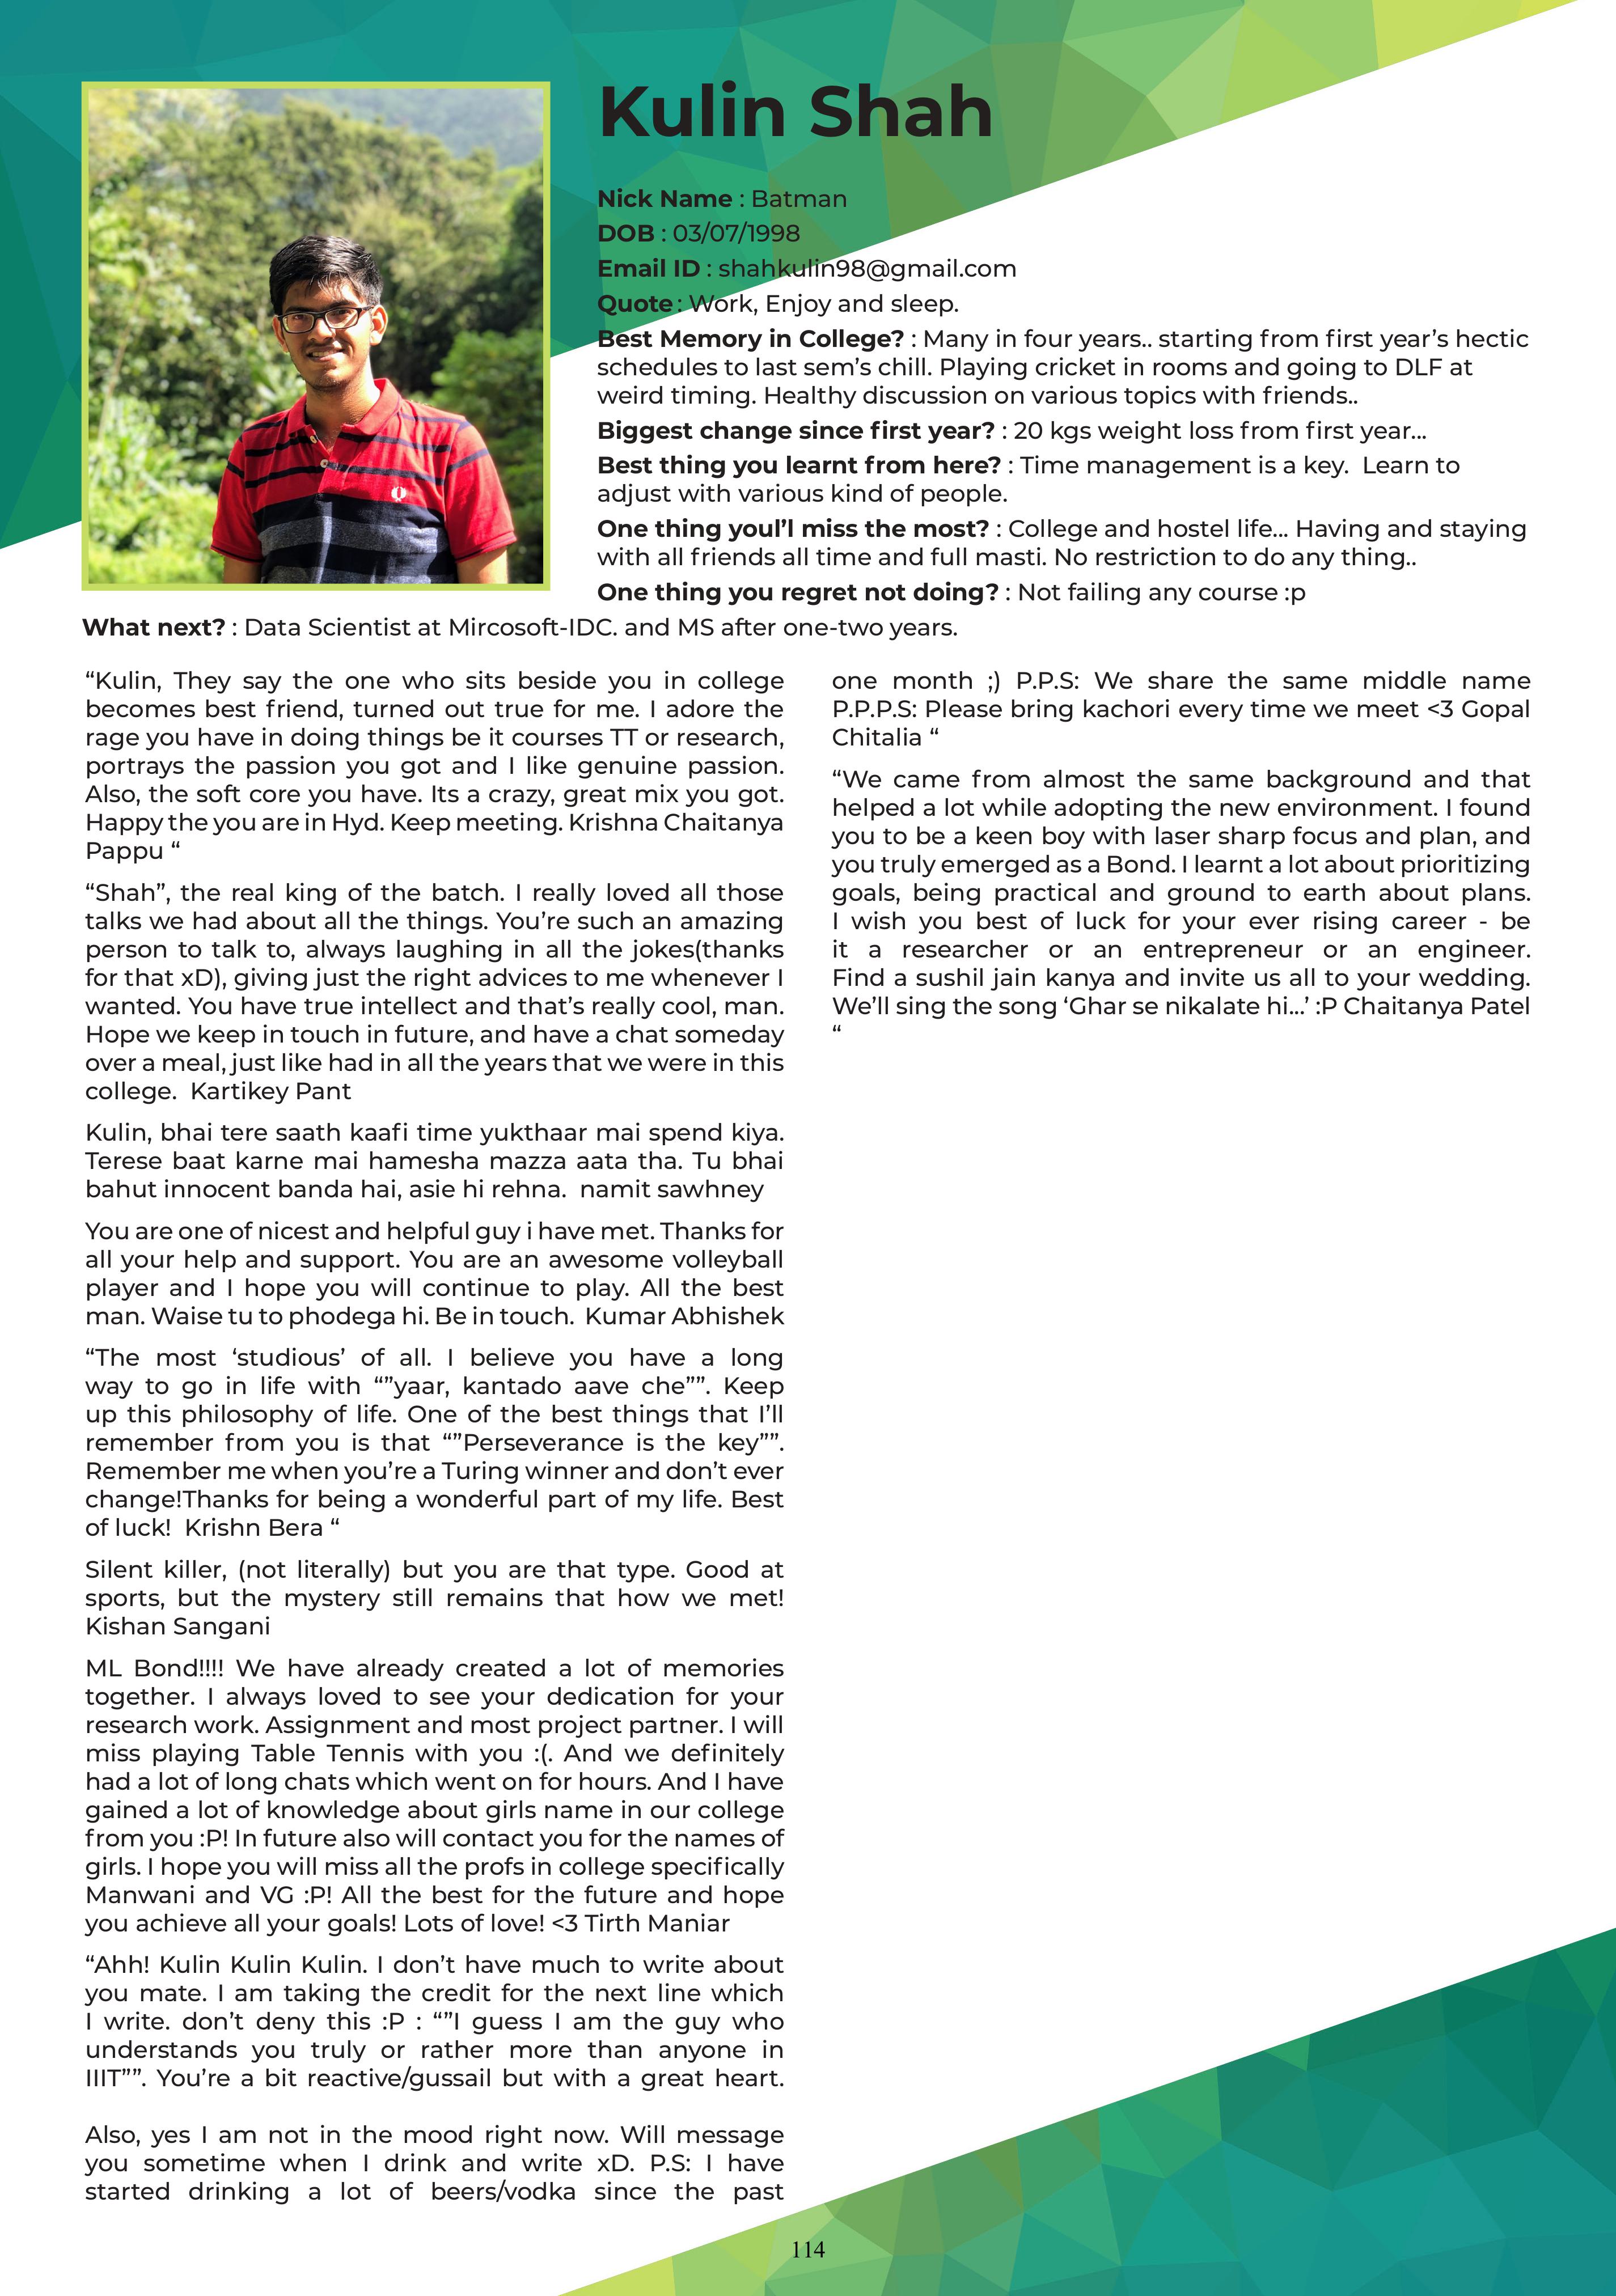 Kulin Shah
Nick Name : Batman
DOB : 03/07/1998
Email ID : shahkulin98@gmail.com
Quote : Work, Enjoy and sleep.
Best Memory in College? : Many in four years.. starting from first year’s hectic
schedules to last sem’s chill. Playing cricket in rooms and going to DLF at
weird timing. Healthy discussion on various topics with friends..
Biggest change since first year? : 20 kgs weight loss from first year...
Best thing you learnt from here? : Time management is a key.  Learn to
adjust with various kind of people.
One thing youl’l miss the most? : College and hostel life... Having and staying
with all friends all time and full masti. No restriction to do any thing..
One thing you regret not doing? : Not failing any course :p
What next? : Data Scientist at Mircosoft-IDC. and MS after one-two years.
“Kulin, They say the one who sits beside you in college
becomes best friend, turned out true for me. I adore the
rage you have in doing things be it courses TT or research,
portrays the passion you got and I like genuine passion.
Also, the soft core you have. Its a crazy, great mix you got.
Happy the you are in Hyd. Keep meeting. Krishna Chaitanya
Pappu “
“Shah”, the real king of the batch. I really loved all those
talks we had about all the things. You’re such an amazing
person to talk to, always laughing in all the jokes(thanks
for that xD), giving just the right advices to me whenever I
wanted. You have true intellect and that’s really cool, man.
Hope we keep in touch in future, and have a chat someday
over a meal, just like had in all the years that we were in this
college.  Kartikey Pant
Kulin, bhai tere saath kaafi time yukthaar mai spend kiya.
Terese baat karne mai hamesha mazza aata tha. Tu bhai
bahut innocent banda hai, asie hi rehna.  namit sawhney
You are one of nicest and helpful guy i have met. Thanks for
all your help and support. You are an awesome volleyball
player and I hope you will continue to play. All the best
man. Waise tu to phodega hi. Be in touch.  Kumar Abhishek
“The most ‘studious’ of all. I believe you have a long
way to go in life with “”yaar, kantado aave che””. Keep
up this philosophy of life. One of the best things that I’ll
remember from you is that “”Perseverance is the key””.
Remember me when you’re a Turing winner and don’t ever
change!Thanks for being a wonderful part of my life. Best
of luck!  Krishn Bera “
Silent killer, (not literally) but you are that type. Good at
sports, but the mystery still remains that how we met!
Kishan Sangani
ML Bond!!!! We have already created a lot of memories
together. I always loved to see your dedication for your
research work. Assignment and most project partner. I will
miss playing Table Tennis with you :(. And we definitely
had a lot of long chats which went on for hours. And I have
gained a lot of knowledge about girls name in our college
from you :P! In future also will contact you for the names of
girls. I hope you will miss all the profs in college specifically
Manwani and VG :P! All the best for the future and hope
you achieve all your goals! Lots of love! <3 Tirth Maniar
“Ahh! Kulin Kulin Kulin. I don’t have much to write about
you mate. I am taking the credit for the next line which
I write. don’t deny this :P : “”I guess I am the guy who
understands you truly or rather more than anyone in
IIIT””. You’re a bit reactive/gussail but with a great heart.
Also, yes I am not in the mood right now. Will message
you sometime when I drink and write xD. P.S: I have
started drinking a lot of beers/vodka since the past
one month ;) P.P.S: We share the same middle name
P.P.P.S: Please bring kachori every time we meet <3 Gopal
Chitalia “
“We came from almost the same background and that
helped a lot while adopting the new environment. I found
you to be a keen boy with laser sharp focus and plan, and
you truly emerged as a Bond. I learnt a lot about prioritizing
goals, being practical and ground to earth about plans.
I wish you best of luck for your ever rising career - be
it a researcher or an entrepreneur or an engineer.
Find a sushil jain kanya and invite us all to your wedding.
We’ll sing the song ‘Ghar se nikalate hi...’ :P Chaitanya Patel
“
114